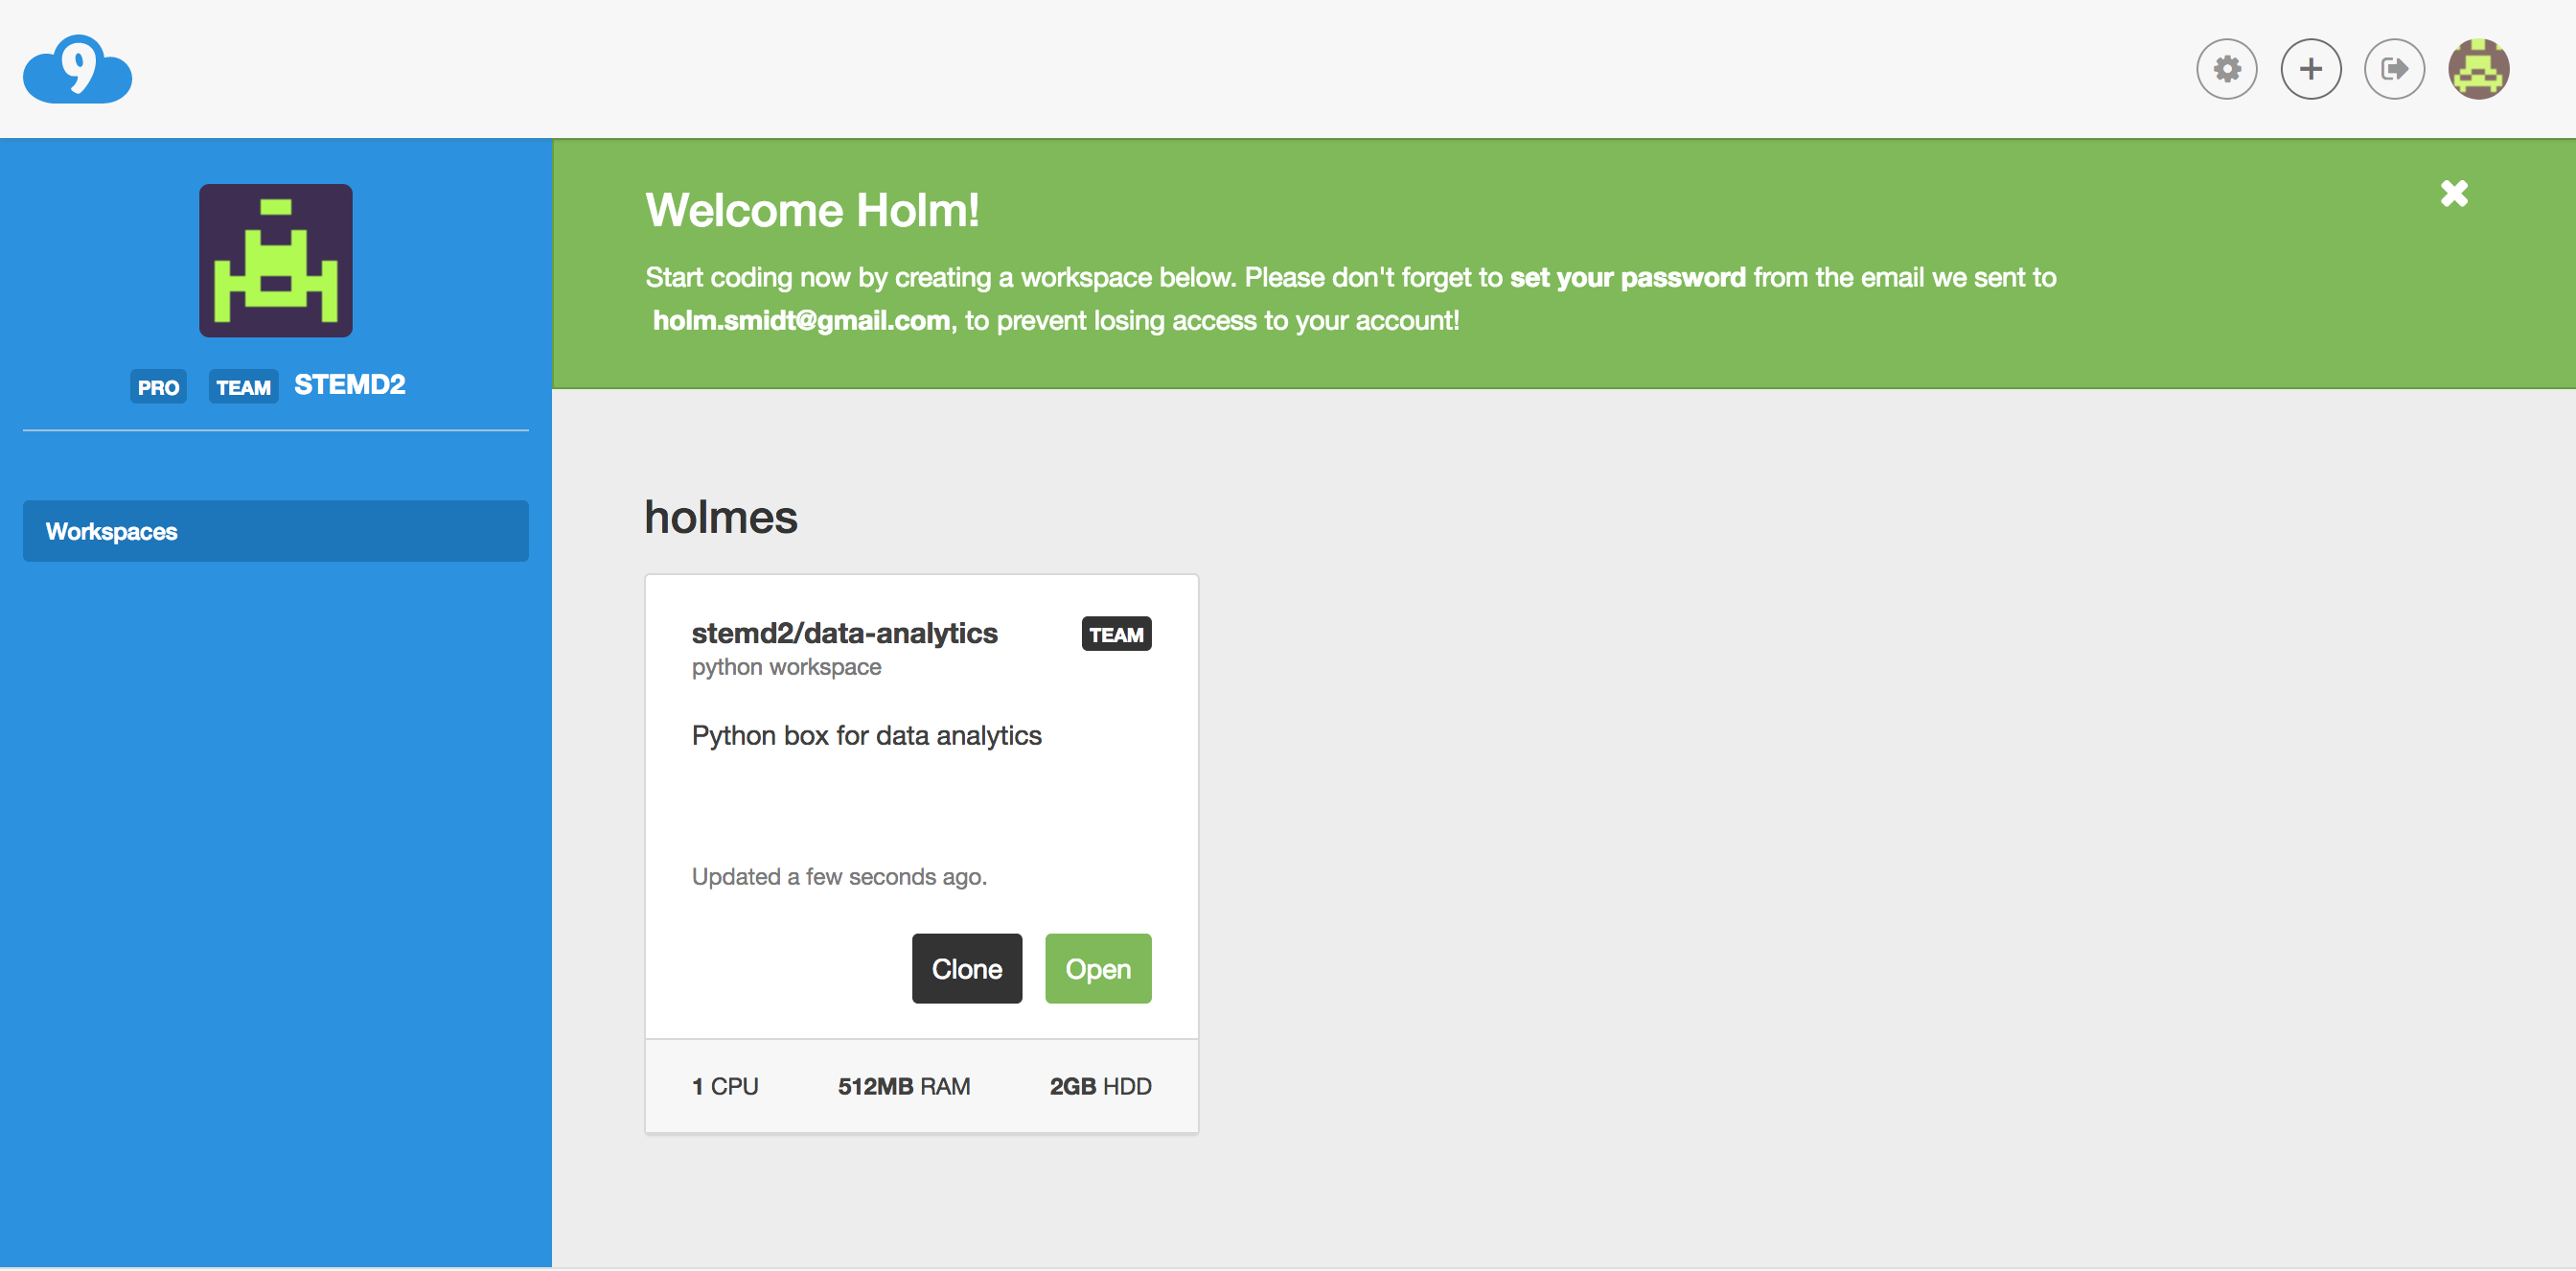 9
Welcome Holm!
Start coding now by creating a workspace below. Please don't forget to set your password from the email we sent to
holm.smidt@gmail.com, to prevent losing access to your account!
PRO TEAM STEMD2
Workspaces
holmes
stemd2/data-analytics TEAM
python workspace
Python box for data analytics
Updated a few seconds ago.
Clone Open
1 CPU 512MB RAM 2GB HDD